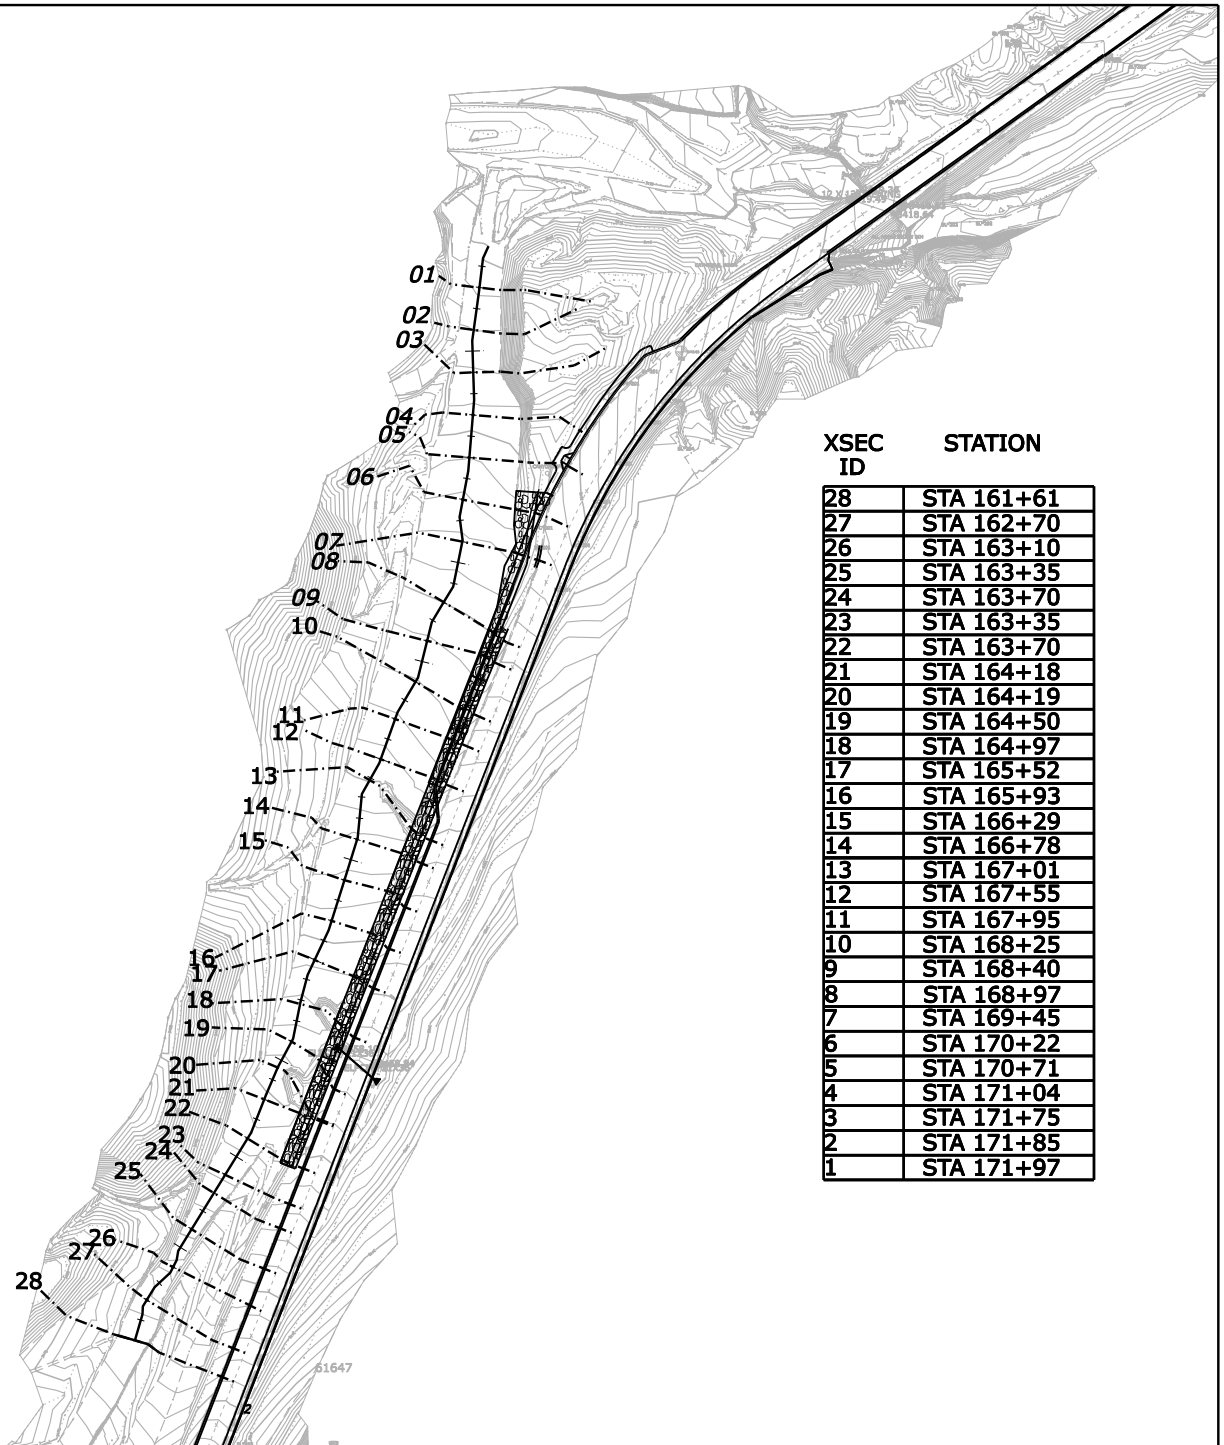 01
02
03
04
05
06
07
08
09
10
11
12
13
14
15
16
17
18
19
20
21
22
23
24
25
26
27
28
2
61647
XSEC ID STATION
28 STA 161+61
27 STA 162+70
26 STA 163+10
25 STA 163+35
24 STA 163+70
23 STA 163+35
22 STA 163+70
21 STA 164+18
20 STA 164+19
19 STA 164+50
18 STA 164+97
17 STA 165+52
16 STA 165+93
15 STA 166+29
14 STA 166+78
13 STA 167+01
12 STA 167+55
11 STA 167+95
10 STA 168+25
9 STA 168+40
8 STA 168+97
7 STA 169+45
6 STA 170+22
5 STA 170+71
4 STA 171+04
3 STA 171+75
2 STA 171+85
1 STA 171+97